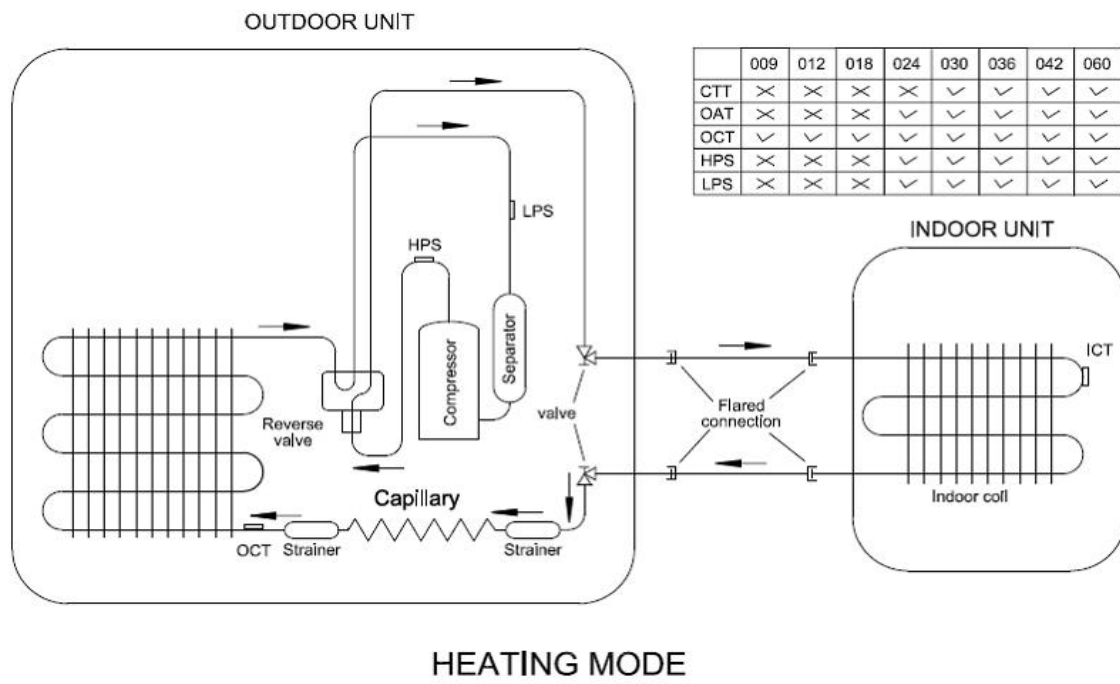 OUTDOOR UNIT
009 012 018 024 030 036 042 060
CTT × × × × ✓ ✓ ✓ ✓
OAT × × × ✓ ✓ ✓ ✓ ✓
OCT ✓ ✓ ✓ ✓ ✓ ✓ ✓ ✓
HPS × × × ✓ ✓ ✓ ✓ ✓
LPS × × × ✓ ✓ ✓ ✓ ✓
LPS
HPS
INDOOR UNIT
Compressor
Separator
ICT
Reverse
valve
valve
Flared
connection
Capillary
Indoor coil
OCT
Strainer
Strainer
HEATING MODE